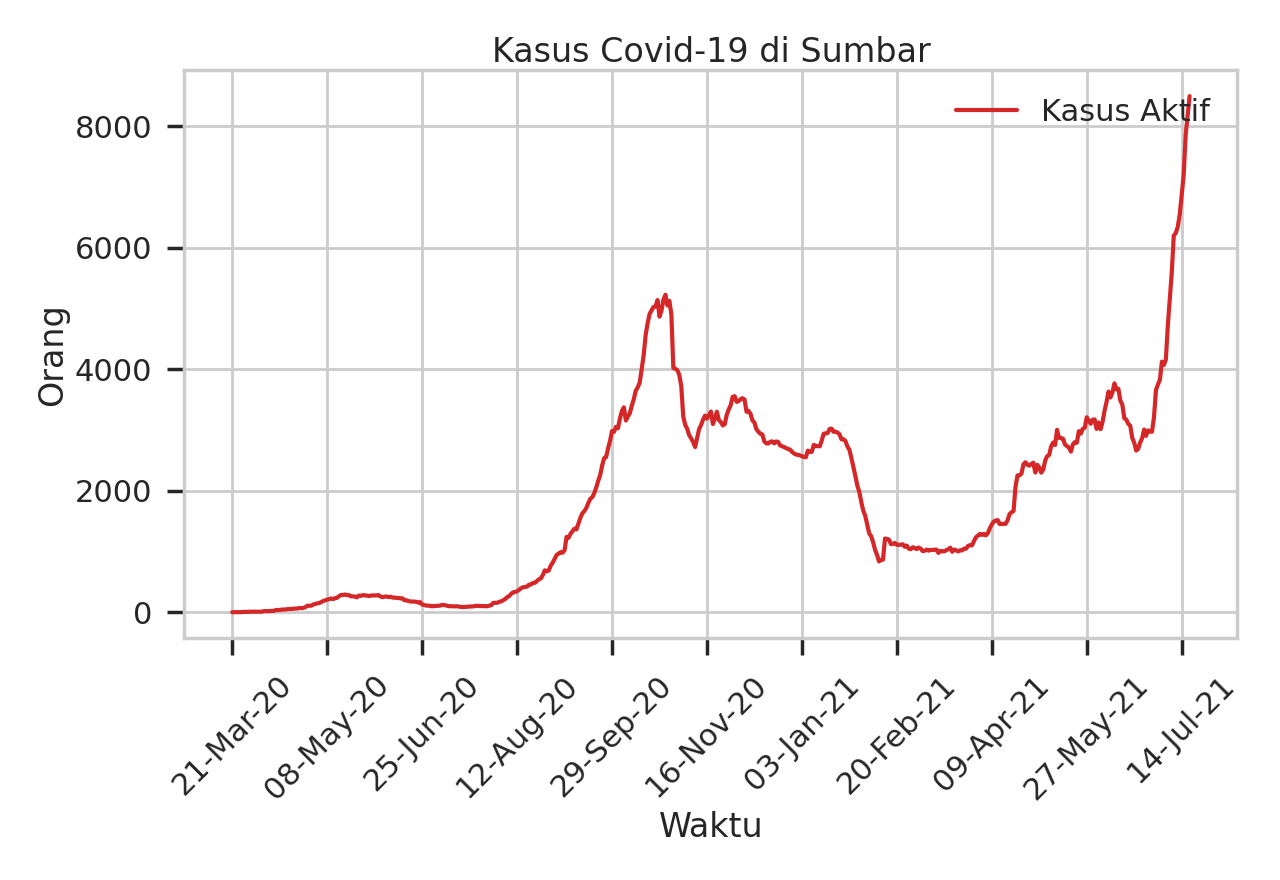 Kasus Covid-19 di Sumbar
Kasus Aktif
8000
6000
4000
2000
0
Orang
21-Mar-20
08-May-20
25-Jun-20
12-Aug-20
29-Sep-20
16-Nov-20
03-Jan-21
20-Feb-21
09-Apr-21
27-May-21
14-Jul-21
Waktu